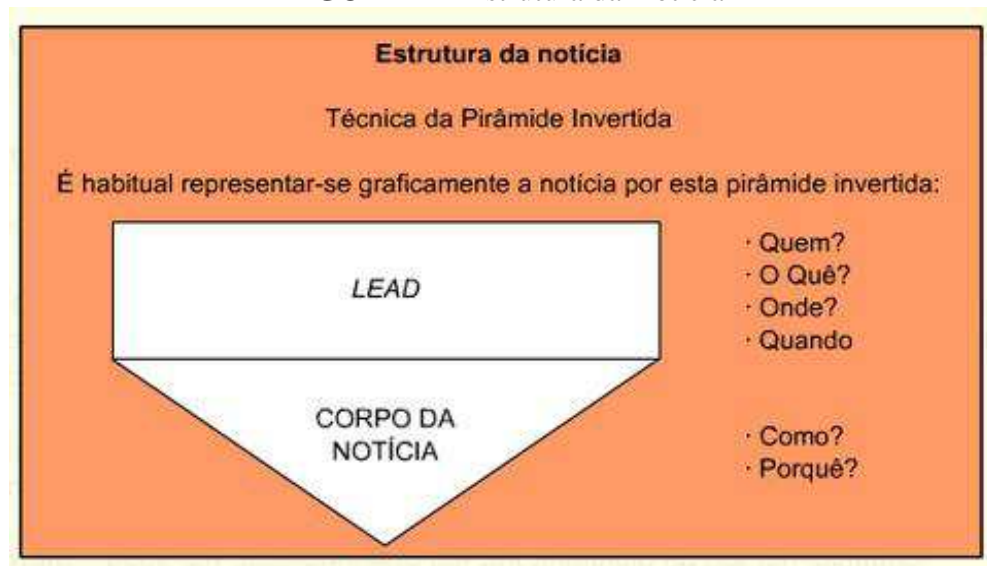 Estrutura da notícia
Técnica da Pirâmide Invertida
É habitual representar-se graficamente a notícia por esta pirâmide invertida:
LEAD
· Quem?
· O Quê?
· Onde?
· Quando
CORPO DA
NOTÍCIA
· Como?
· Porquê?